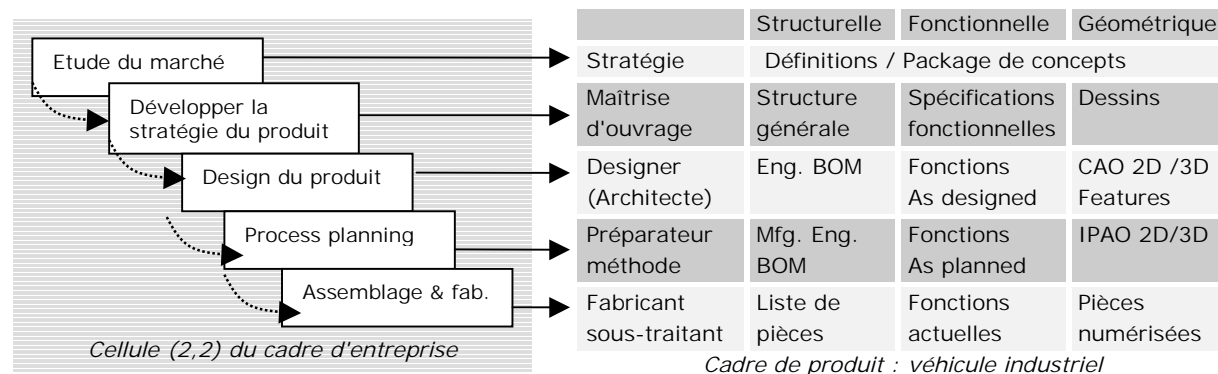 Etude du marché
Développer la
stratégie du produit
Design du produit
Process planning
Assemblage & fab.
Cellule (2,2) du cadre d'entreprise
Structurelle Fonctionnelle Géométrique
Stratégie Définitions / Package de concepts
Maîtrise Structure Spécifications Dessins
d'ouvrage générale fonctionnelles
Designer Eng. BOM Fonctions CAO 2D /3D
(Architecte) As designed Features
Préparateur Mfg. Eng. Fonctions IPAO 2D/3D
méthode BOM As planned
Fabricant Liste de Fonctions Pièces
sous-traitant pièces actuelles numérisées
Cadre de produit : véhicule industriel